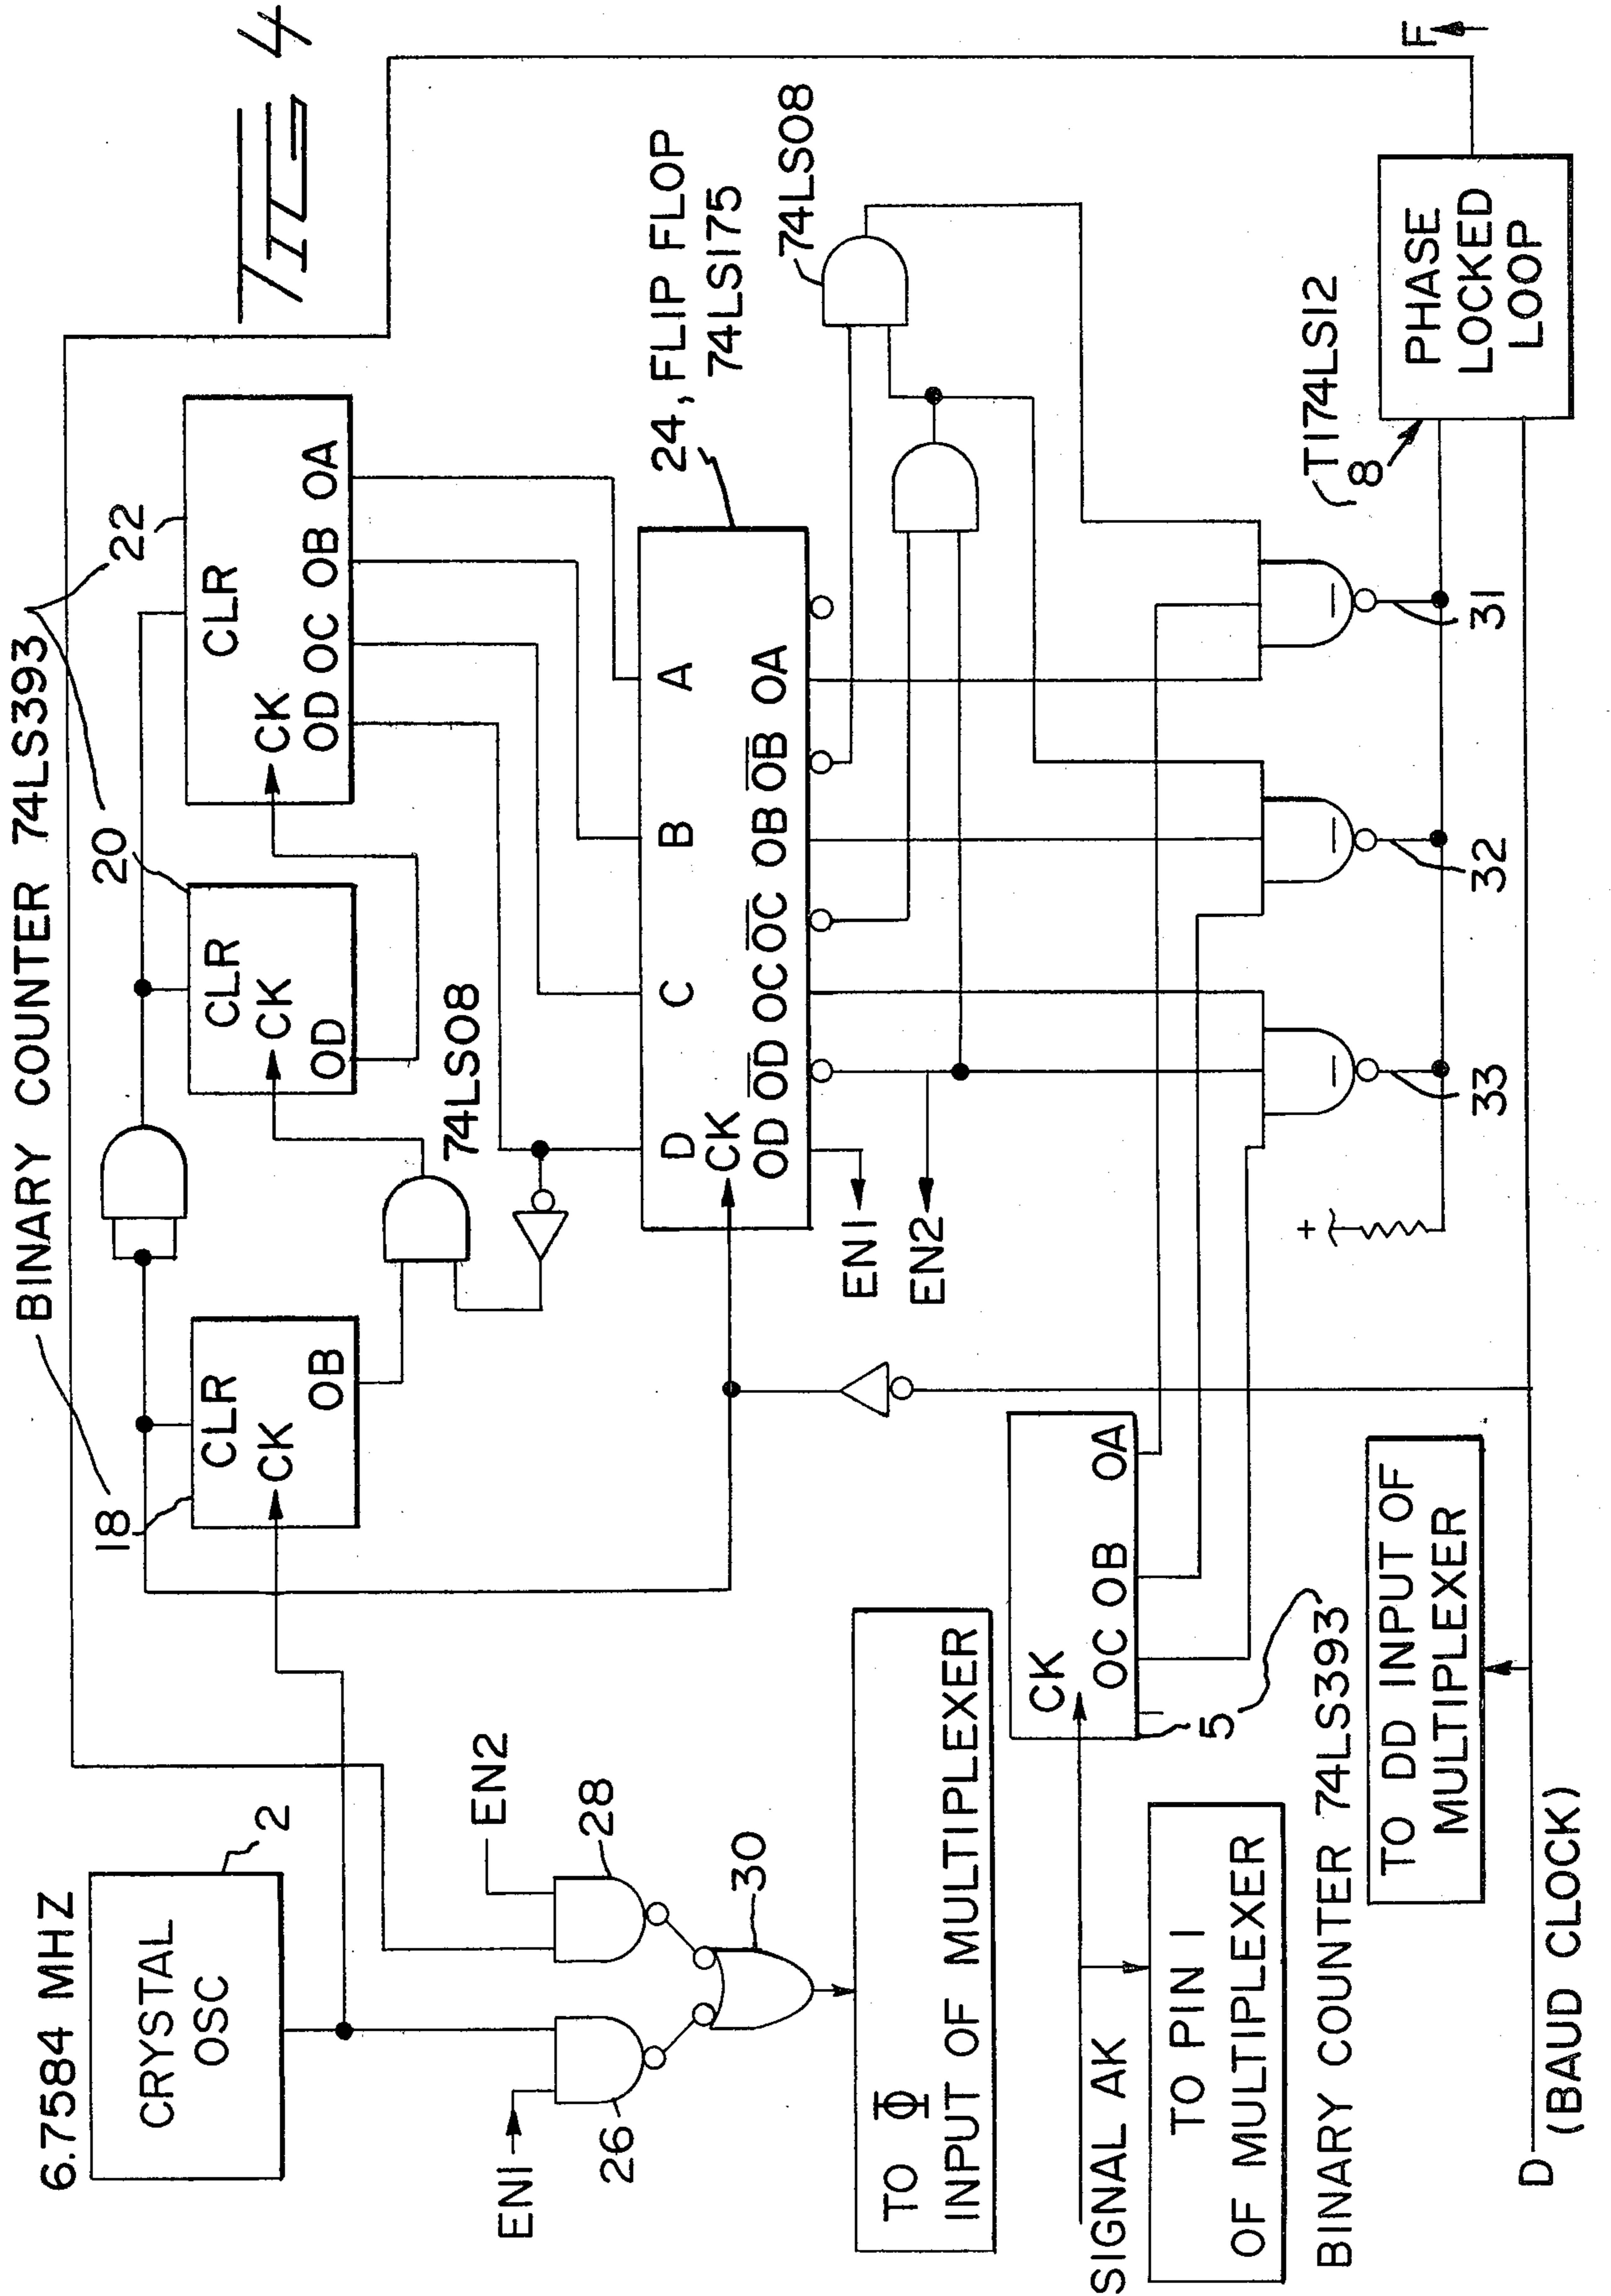 FIG 4
BINARY COUNTER 74LS393
18
20
22
6.7584 MHZ
CRYSTAL
OSC
2
CLR
CK
OB
CLR
CK
OD
CLR
CK
OD OC OB OA
74LS08
EN1
26
EN2
28
30
TO Φ
INPUT OF MULTIPLEXER
24, FLIP FLOP
74LS175
D C B A
CK
OD OD OC OC OB OB OA
EN1
EN2
74LS08
SIGNAL AK
TO PIN 1
OF MULTIPLEXER
CK
OC OB OA
5
BINARY COUNTER 74LS393
TO DD INPUT OF
MULTIPLEXER
+
33
32
31
TI74LS12
8
PHASE
LOCKED
LOOP
F
D
(BAUD CLOCK)